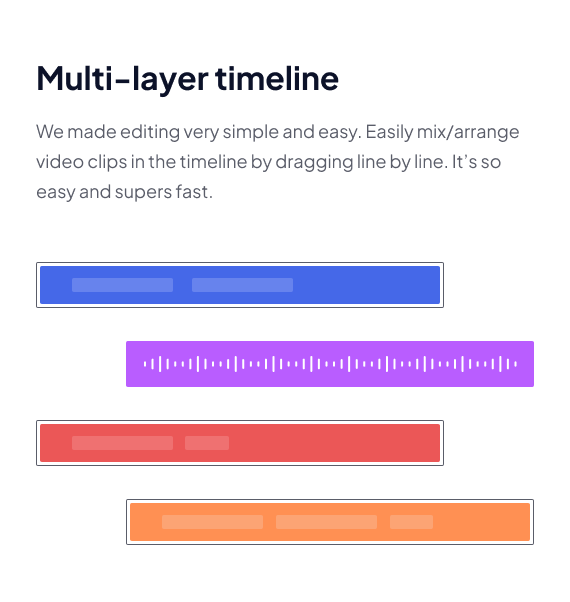 Multi-layer timeline
We made editing very simple and easy. Easily mix/arrange
video clips in the timeline by dragging line by line. It’s so
easy and supers fast.